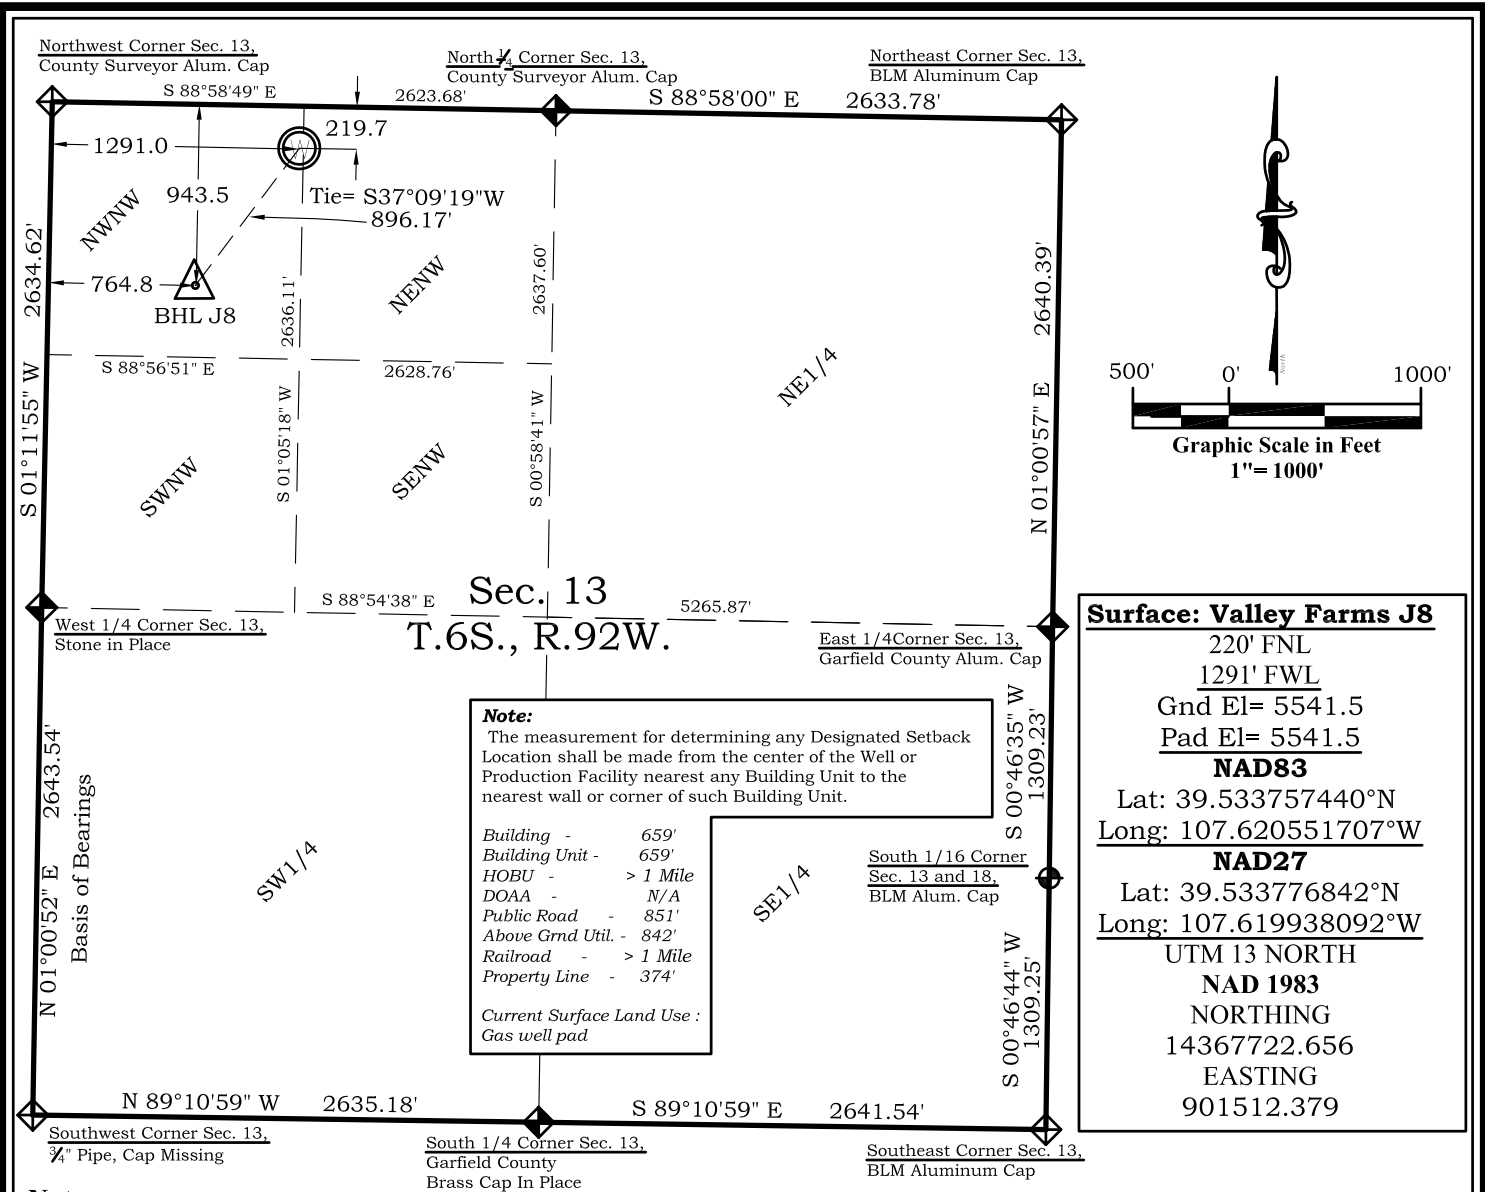 Northwest Corner Sec. 13,
County Surveyor Alum. Cap
North 1/4 Corner Sec. 13,
County Surveyor Alum. Cap
Northeast Corner Sec. 13,
BLM Aluminum Cap
S 88°58'49" E
2623.68'
S 88°58'00" E
2633.78'
219.7
1291.0
943.5
Tie= S37°09'19"W
896.17'
NWNW
764.8
BHL J8
NENW
2634.62'
2636.11'
2637.60'
2640.39'
S 88°56'51" E
2628.76'
NE1/4
S 01°11'55" W
S 01°05'18" W
S 00°58'41" W
N 01°00'57" E
SWNW
SENW
North
500'
0'
1000'
Graphic Scale in Feet
1"= 1000'
S 88°54'38" E
Sec. 13
5265.87'
T.6S., R.92W.
West 1/4 Corner Sec. 13,
Stone in Place
East 1/4Corner Sec. 13,
Garfield County Alum. Cap
Surface: Valley Farms J8
220' FNL
1291' FWL
Gnd El= 5541.5
Pad El= 5541.5
NAD83
Lat: 39.533757440°N
Long: 107.620551707°W
NAD27
Lat: 39.533776842°N
Long: 107.619938092°W
UTM 13 NORTH
NAD 1983
NORTHING
14367722.656
EASTING
901512.379
Note:
The measurement for determining any Designated Setback
Location shall be made from the center of the Well or
Production Facility nearest any Building Unit to the
nearest wall or corner of such Building Unit.
Building - 659'
Building Unit - 659'
HOBU - > 1 Mile
DOAA - N/A
Public Road - 851'
Above Grnd Util. - 842'
Railroad - > 1 Mile
Property Line - 374'
Current Surface Land Use :
Gas well pad
S 00°46'35" W
1309.23'
2643.54'
N 01°00'52" E
Basis of Bearings
SW1/4
SE1/4
South 1/16 Corner
Sec. 13 and 18,
BLM Alum. Cap
S 00°46'44" W
1309.25'
N 89°10'59" W
2635.18'
S 89°10'59" E
2641.54'
Southwest Corner Sec. 13,
3/4" Pipe, Cap Missing
South 1/4 Corner Sec. 13,
Garfield County
Brass Cap In Place
Southeast Corner Sec. 13,
BLM Aluminum Cap